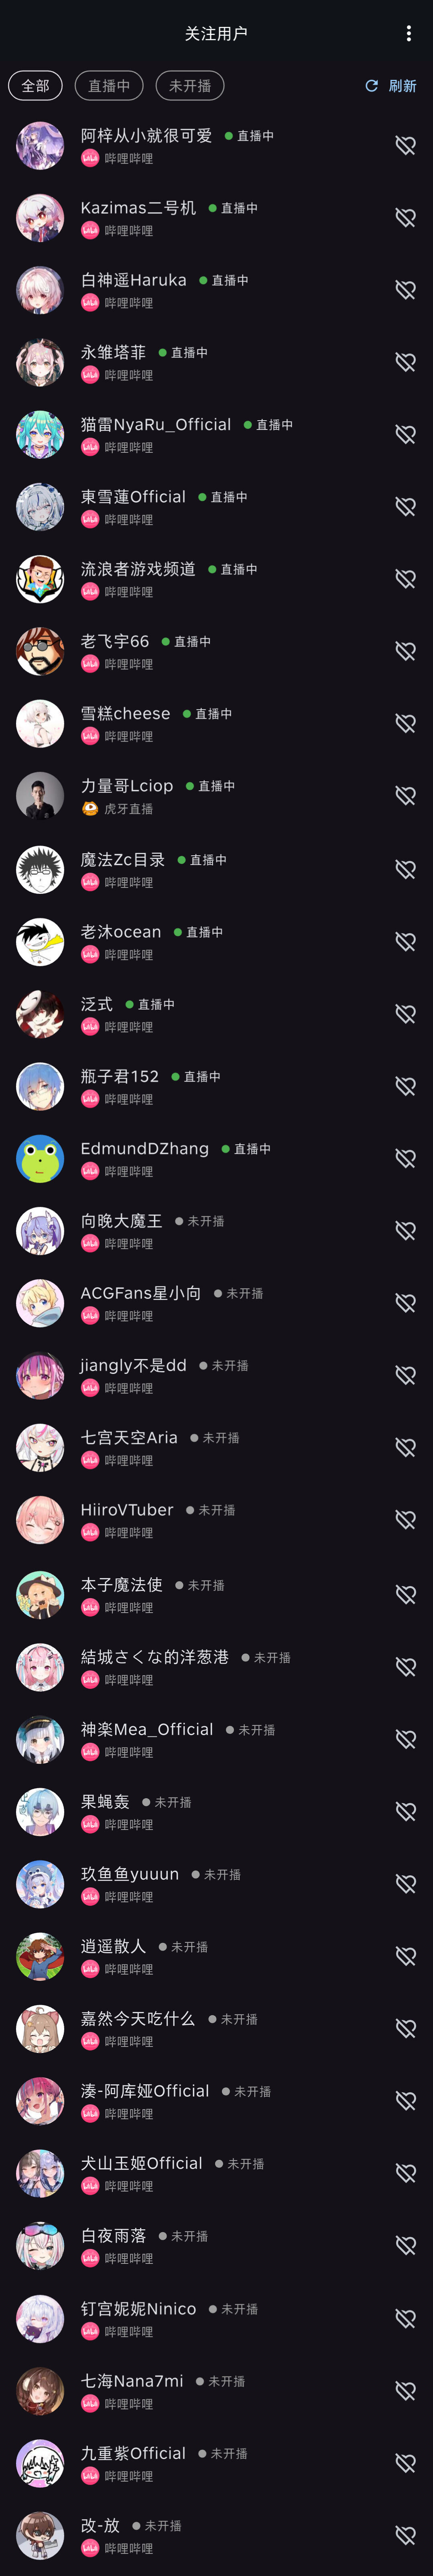 关注用户
全部 直播中 未开播 刷新
阿梓从小就很可爱 直播中
哔哩哔哩
Kazimas二号机 直播中
哔哩哔哩
白神遥Haruka 直播中
哔哩哔哩
永雏塔菲 直播中
哔哩哔哩
猫雷NyaRu_Official 直播中
哔哩哔哩
東雪蓮Official 直播中
哔哩哔哩
流浪者游戏频道 直播中
哔哩哔哩
老飞宇66 直播中
哔哩哔哩
雪糕cheese 直播中
哔哩哔哩
力量哥Lciop 直播中
虎牙直播
魔法Zc目录 直播中
哔哩哔哩
老沐ocean 直播中
哔哩哔哩
泛式 直播中
哔哩哔哩
瓶子君152 直播中
哔哩哔哩
EdmundDZhang 直播中
哔哩哔哩
向晚大魔王 未开播
哔哩哔哩
ACGFans星小向 未开播
哔哩哔哩
jiangly不是dd 未开播
哔哩哔哩
七宫天空Aria 未开播
哔哩哔哩
HiiroVTuber 未开播
哔哩哔哩
本子魔法使 未开播
哔哩哔哩
結城さくな的洋葱港 未开播
哔哩哔哩
神楽Mea_Official 未开播
哔哩哔哩
果蝇轰 未开播
哔哩哔哩
玖鱼鱼yuuun 未开播
哔哩哔哩
逍遥散人 未开播
哔哩哔哩
嘉然今天吃什么 未开播
哔哩哔哩
湊-阿库娅Official 未开播
哔哩哔哩
犬山玉姬Official 未开播
哔哩哔哩
白夜雨落 未开播
哔哩哔哩
钉宫妮妮Ninico 未开播
哔哩哔哩
七海Nana7mi 未开播
哔哩哔哩
九重紫Official 未开播
哔哩哔哩
改-放 未开播
哔哩哔哩